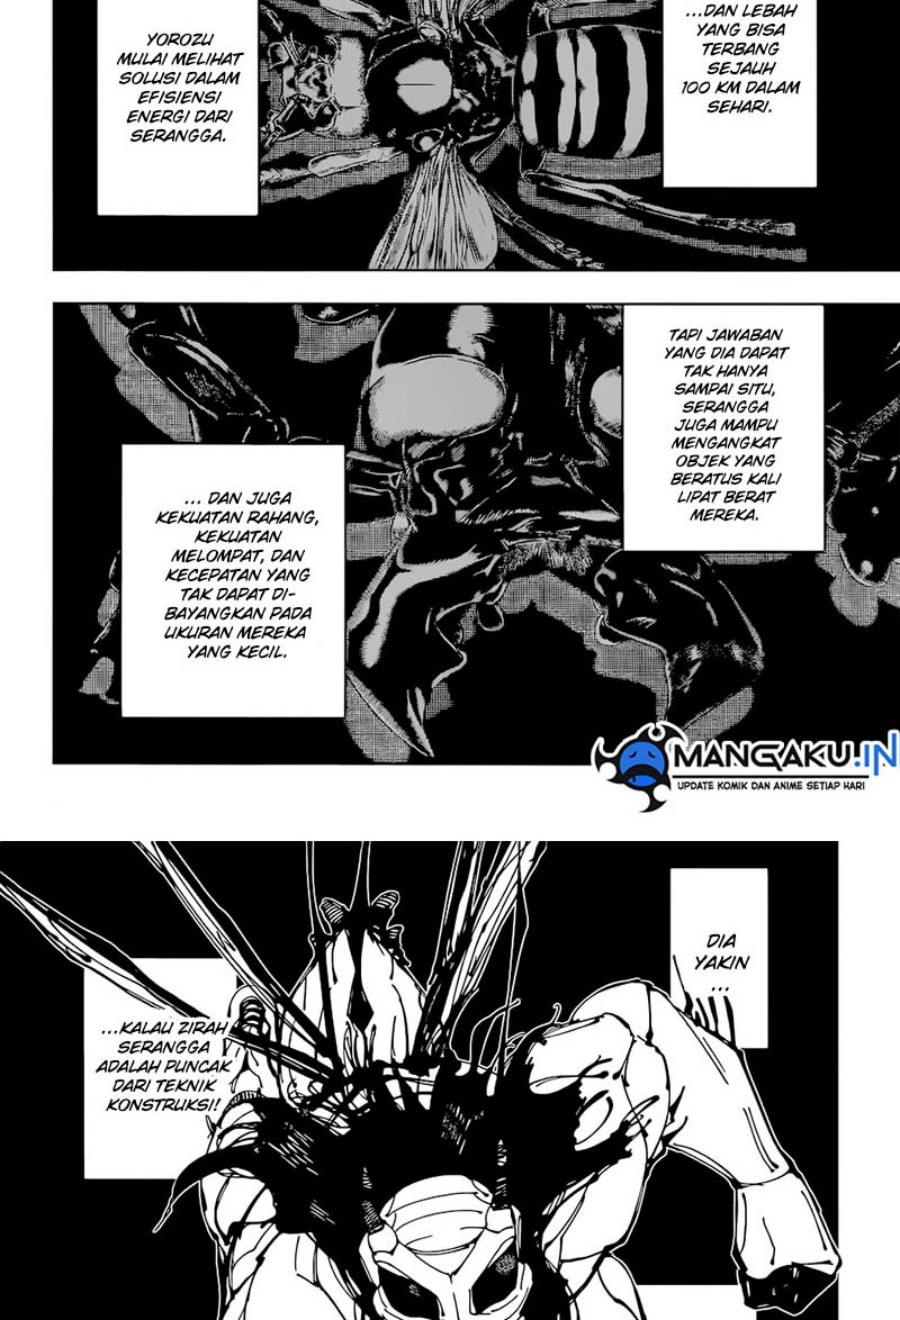 ...DAN LEBAH
YANG BISA
TERBANG
SEJAUH
100 KM DALAM
SEHARI.
YOROZU
MULAI MELIHAT
SOLUSI DALAM
EFISIENSI
ENERGI DARI
SERANGGA.
TAPI JAWABAN
YANG DIA DAPAT
TAK HANYA
SAMPAI SITU,
SERANGGA
JUGA MAMPU
MENGANGKAT
OBJEK YANG
BERATUS KALI
LIPAT BERAT
MEREKA.
... DAN JUGA
KEKUATAN RAHANG,
KEKUATAN
MELOMPAT, DAN
KECEPATAN YANG
TAK DAPAT DI-
BAYANGKAN PADA
UKURAN MEREKA
YANG KECIL.
MANGAKU.IN
UPDATE KOMIK DAN ANIME SETIAP HARI
DIA
YAKIN
...
...KALAU ZIRAH
SERANGGA
ADALAH PUNCAK
DARI TEKNIK
KONSTRUKSI!